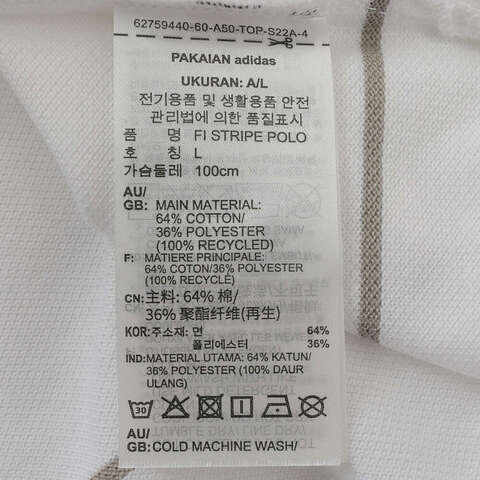 62759440-60-A50-TOP-S22A-4
PAKAIAN adidas
UKURAN: A/L
전기용품 및 생활용품 안전
관리법에 의한 품질표시
품 명 FI STRIPE POLO
호 칭 L
가슴둘레 100cm
AU/
GB: MAIN MATERIAL:
64% COTTON/
36% POLYESTER
(100% RECYCLED)
F: MATIERE PRINCIPALE:
64% COTON/36% POLYESTER
(100% RECYCLÉ)
CN: 主料: 64% 棉/
36% 聚酯纤维(再生)
KOR: 주소재: 면 64%
폴리에스터 36%
IND: MATERIAL UTAMA: 64% KATUN/
36% POLYESTER (100% DAUR
ULANG)
30
AU/
GB: COLD MACHINE WASH/